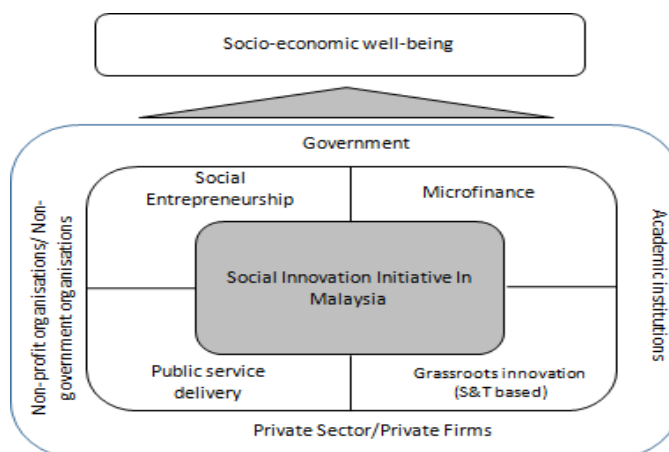 Socio-economic well-being
Government
Social
Entrepreneurship
Microfinance
Non-profit organisations/ Non-
government organisations
Academic institutions
Social Innovation Initiative In
Malaysia
Public service
delivery
Grassroots innovation
(S&T based)
Private Sector/Private Firms